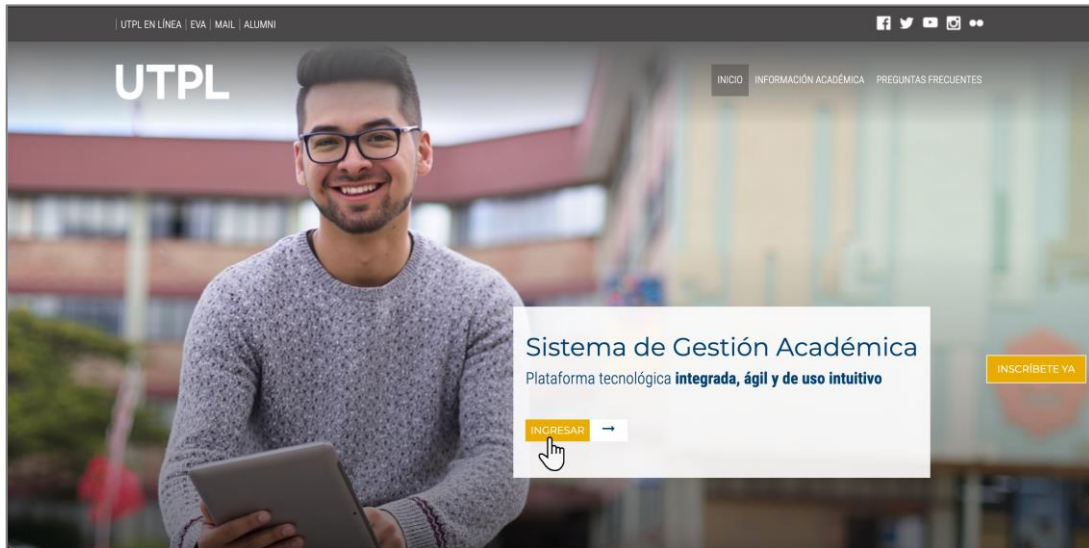 | UTPL EN LÍNEA | EVA | MAIL | ALUMNI
UTPL
INICIO INFORMACIÓN ACADÉMICA PREGUNTAS FRECUENTES
Sistema de Gestión Académica
Plataforma tecnológica integrada, ágil y de uso intuitivo
INSCRÍBETE YA
INGRESAR →